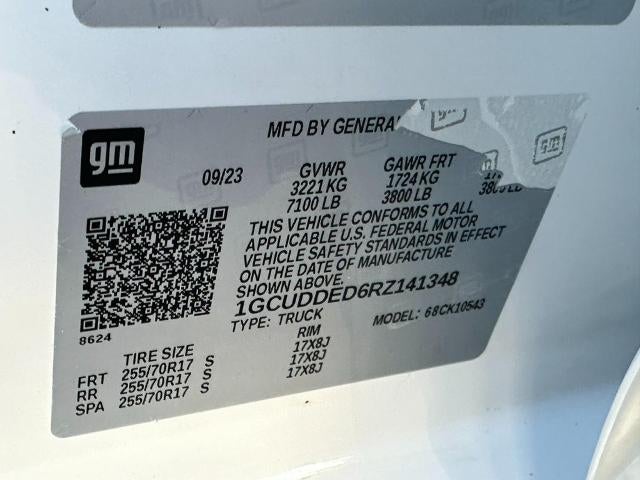 gm
MFD BY GENERAL
09/23 GVWR GAWR FRT
3221 KG 1724 KG
7100 LB 3800 LB 3800 LB
THIS VEHICLE CONFORMS TO ALL
APPLICABLE U.S. FEDERAL MOTOR
VEHICLE SAFETY STANDARDS IN EFFECT
ON THE DATE OF MANUFACTURE
SHOWN ABOVE.
1GCUDDED6RZ141348
TYPE: TRUCK MODEL: 68CK10543
8624
TIRE SIZE RIM
FRT 255/70R17 S 17X8J
RR 255/70R17 S 17X8J
SPA 255/70R17 S 17X8J